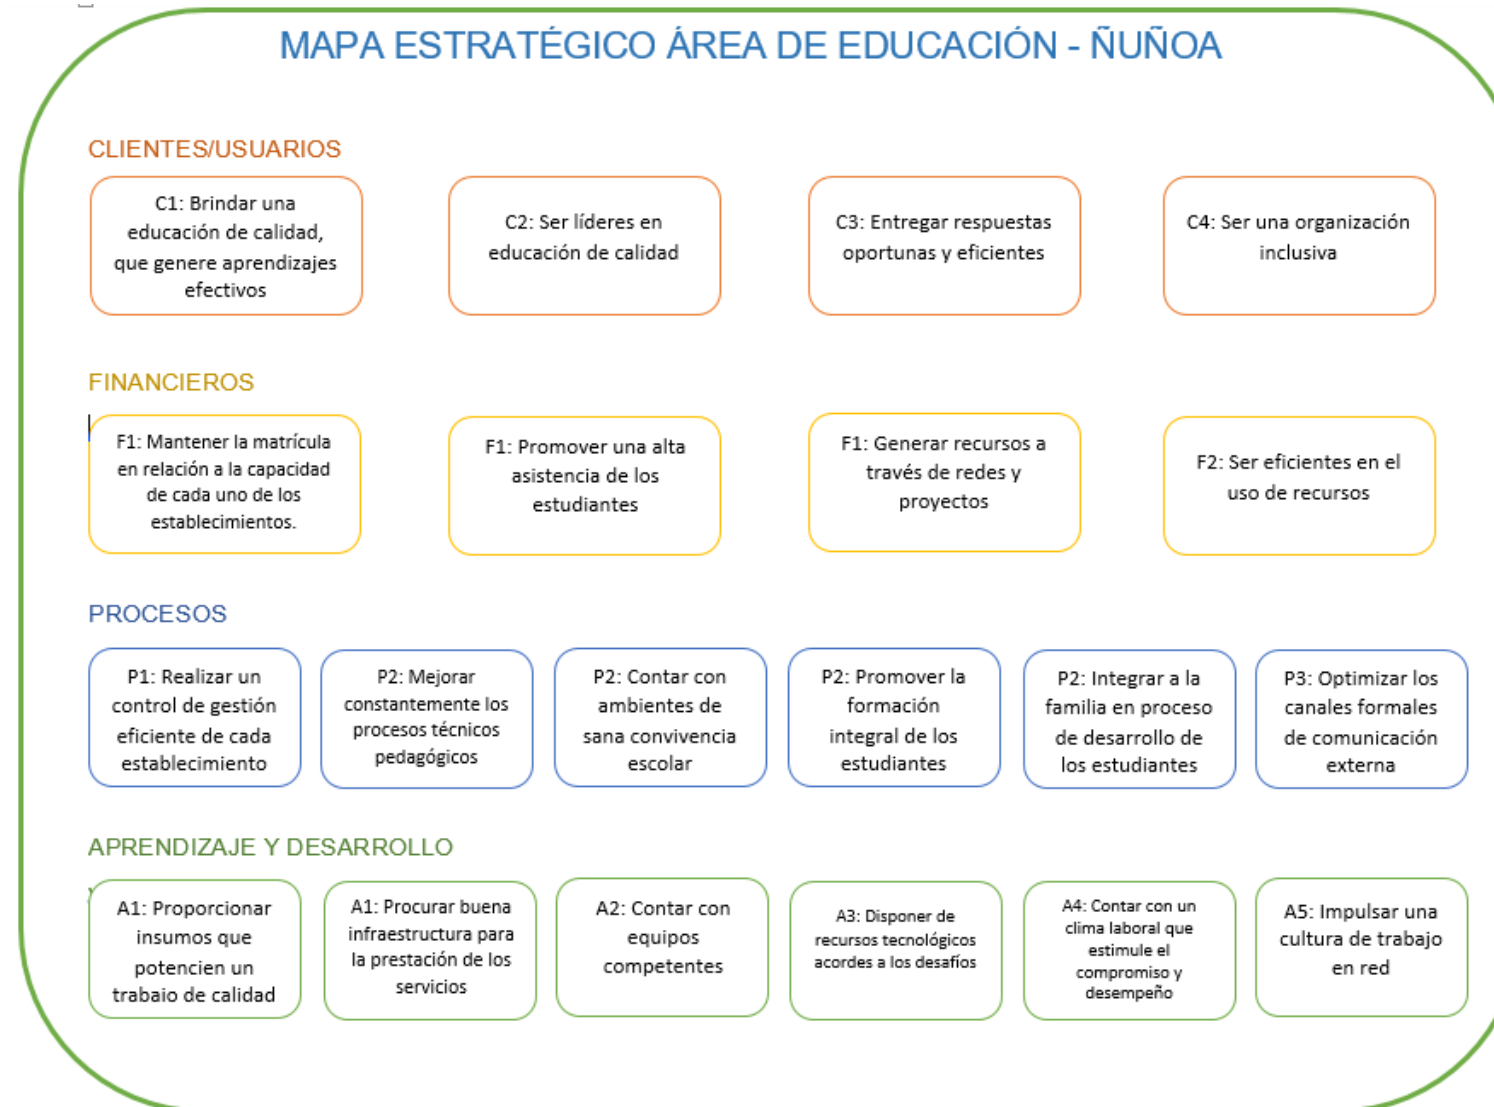 MAPA ESTRATÉGICO ÁREA DE EDUCACIÓN - ÑUÑOA
CLIENTES/USUARIOS
C1: Brindar una
educación de calidad,
que genere aprendizajes
efectivos
C2: Ser líderes en
educación de calidad
C3: Entregar respuestas
oportunas y eficientes
C4: Ser una organización
inclusiva
FINANCIEROS
F1: Mantener la matrícula
en relación a la capacidad
de cada uno de los
establecimientos.
F1: Promover una alta
asistencia de los
estudiantes
F1: Generar recursos a
través de redes y
proyectos
F2: Ser eficientes en el
uso de recursos
PROCESOS
P1: Realizar un
control de gestión
eficiente de cada
establecimiento
P2: Mejorar
constantemente los
procesos técnicos
pedagógicos
P2: Contar con
ambientes de
sana convivencia
escolar
P2: Promover la
formación
integral de los
estudiantes
P2: Integrar a la
familia en proceso
de desarrollo de
los estudiantes
P3: Optimizar los
canales formales
de comunicación
externa
APRENDIZAJE Y DESARROLLO
A1: Proporcionar
insumos que
potencien un
trabajo de calidad
A1: Procurar buena
infraestructura para
la prestación de los
servicios
A2: Contar con
equipos
competentes
A3: Disponer de
recursos tecnológicos
acordes a los desafíos
A4: Contar con un
clima laboral que
estimule el
compromiso y
desempeño
A5: Impulsar una
cultura de trabajo
en red